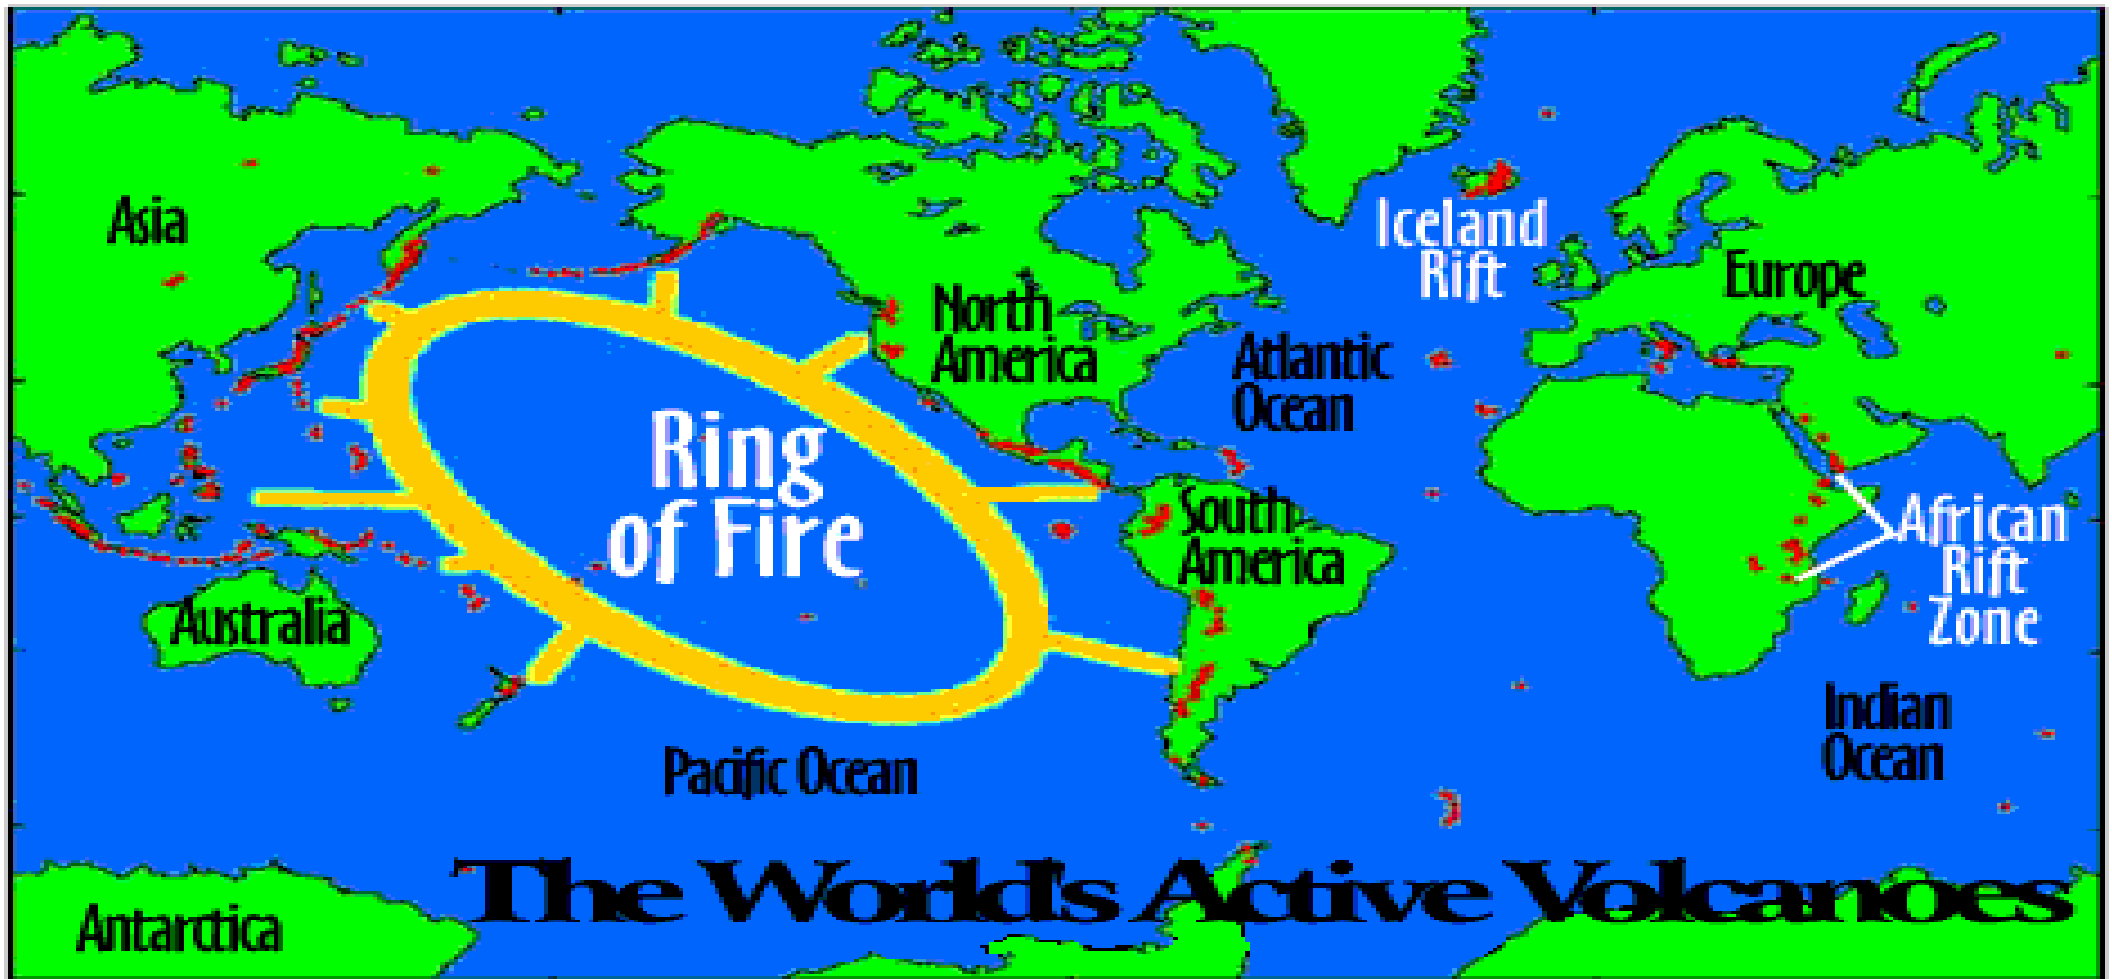 Asia
Iceland
Rift
Europe
North
America
Atlantic
Ocean
Ring
of Fire
South
America
African
Rift
Zone
Australia
Indian
Ocean
Pacific Ocean
The World's Active Volcanoes
Antarctica